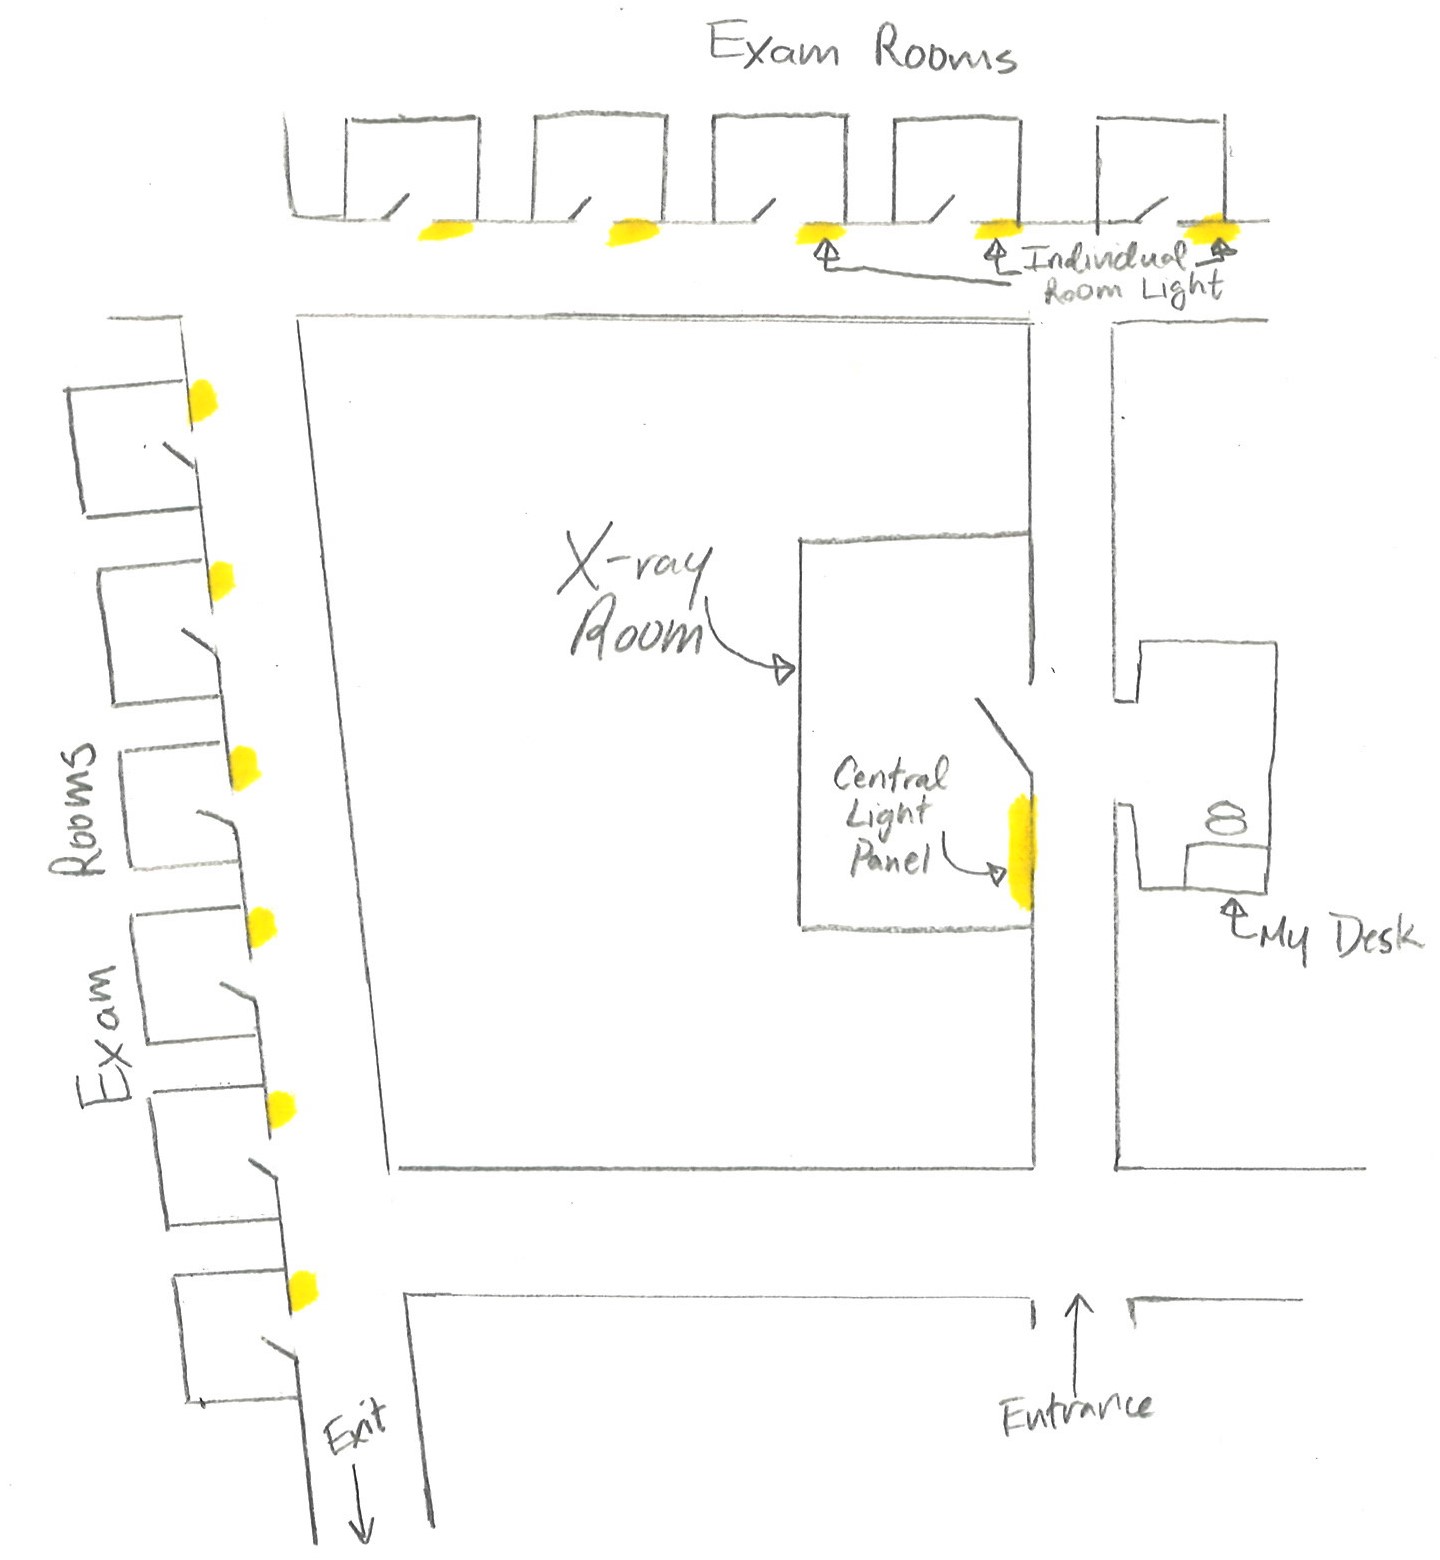 Exam Rooms
Individual
Room Light
X-ray
Room
Central
Light
Panel
My Desk
Exam Rooms
Entrance
Exit